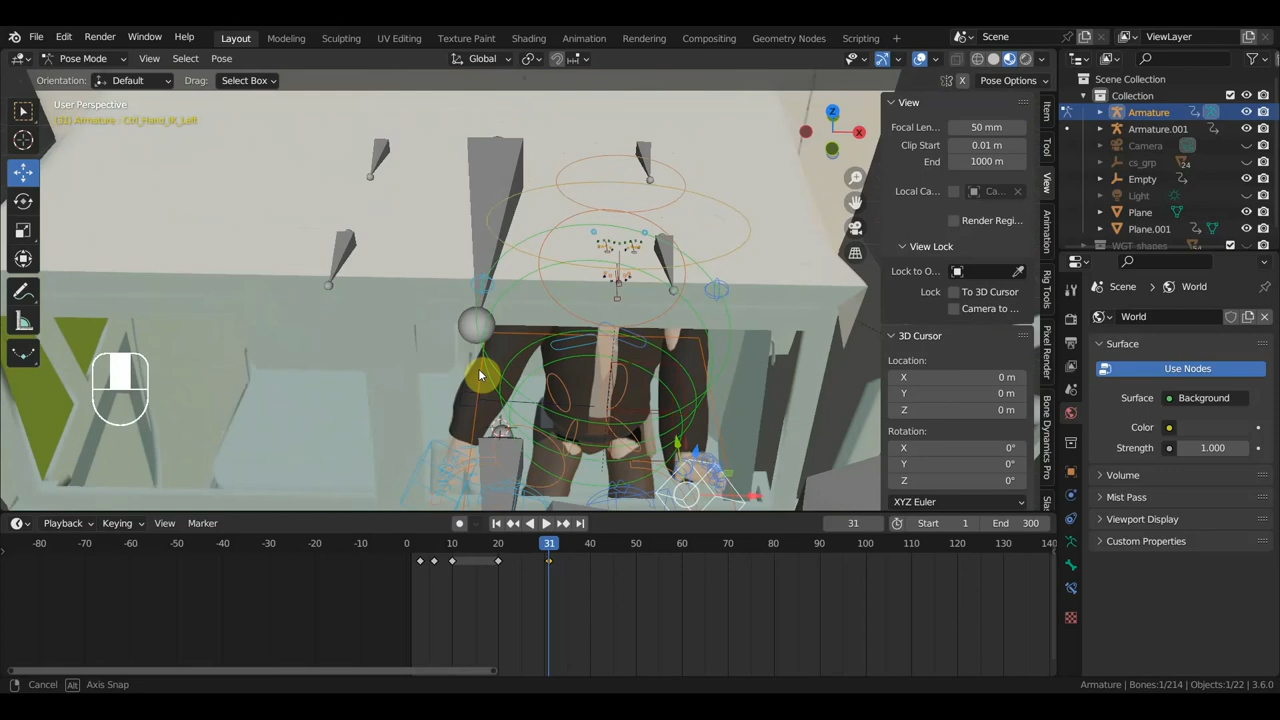 File Edit Render Window Help Layout Modeling Sculpting UV Editing Texture Paint Shading Animation Rendering Compositing Geometry Nodes Scripting + Scene ViewLayer
Pose Mode View Select Pose Global
Orientation: Default Drag: Select Box X Pose Options
User Perspective
(31) Armature : Ctrl_Hand_IK_Left
Z
X
View
Focal Len... 50 mm
Clip Start 0.01 m
End 1000 m
Local Ca... Ca...
Render Regi...
View Lock
Lock to O...
Lock To 3D Cursor
Camera to ...
3D Cursor
Location:
X 0 m
Y 0 m
Z 0 m
Rotation:
X 0°
Y 0°
Z 0°
XYZ Euler
Item
Tool
View
Animation
Rig Tools
Pixel Render
Bone Dynamics Pro
Scene Collection
Collection
Armature
Armature.001
Camera
cs_grp 24
Empty
Light
Plane
Plane.001
WGT_shapes
Scene World
World
Surface
Use Nodes
Surface Background
Color
Strength 1.000
Volume
Mist Pass
Viewport Display
Custom Properties
Playback Keying View Marker 31 Start 1 End 300
-80 -70 -60 -50 -40 -30 -20 -10 0 10 20 31 40 50 60 70 80 90 100 110 120 130 140
Cancel Alt Axis Snap Armature | Bones:1/214 | Objects:1/22 | 3.6.0